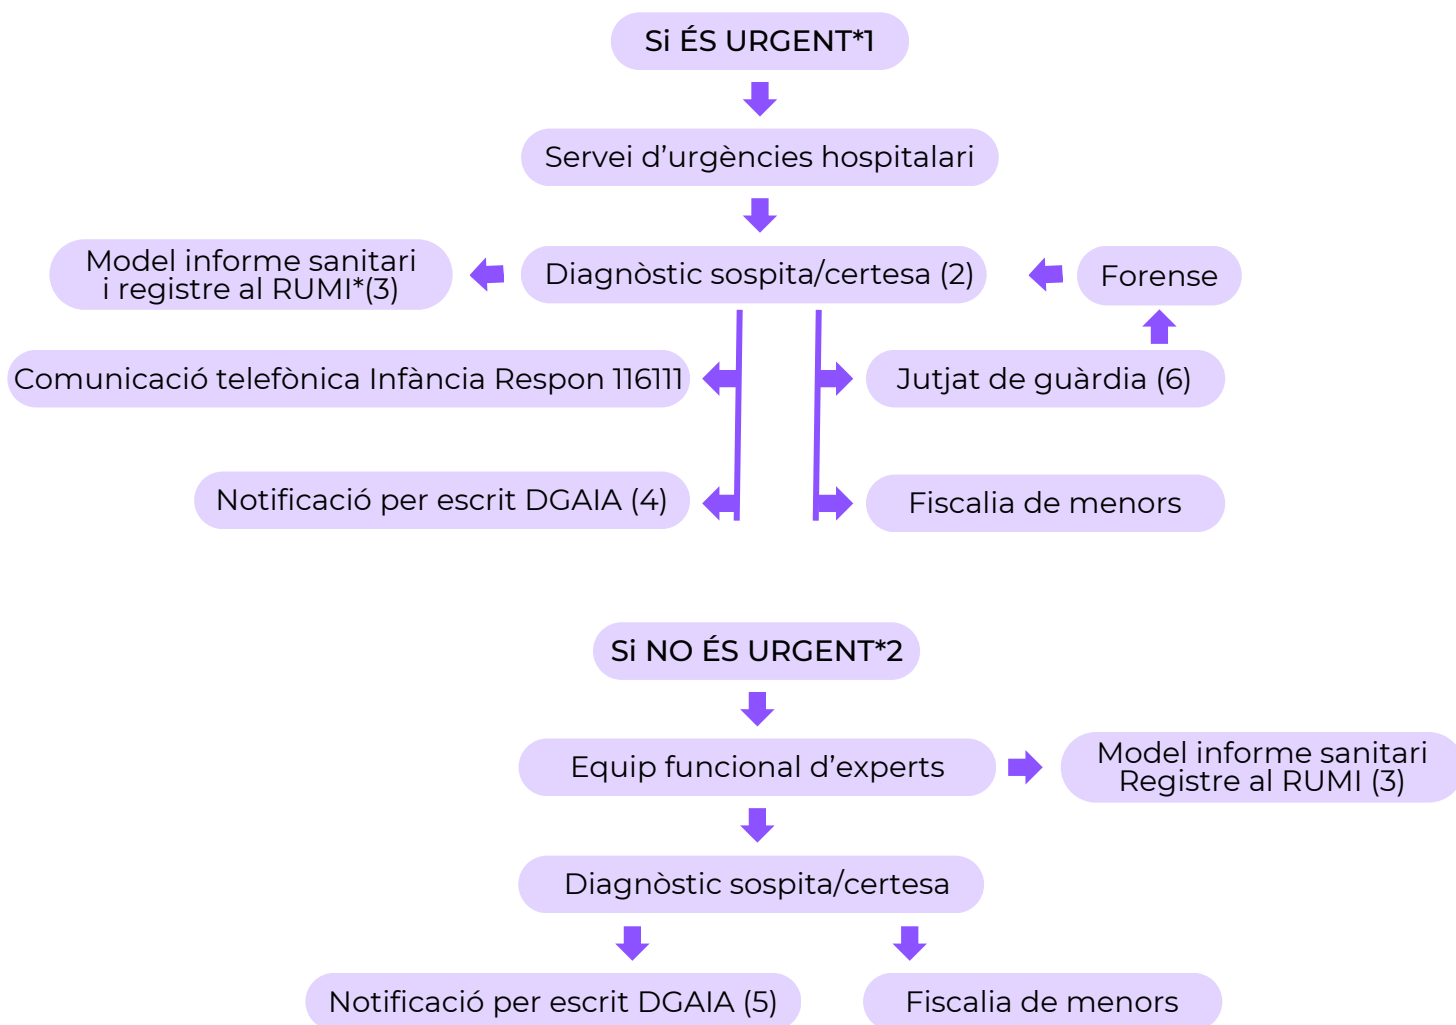 Si ÉS URGENT*1
Servei d’urgències hospitalari
Model informe sanitari
i registre al RUMI*(3)
Diagnòstic sospita/certesa (2)
Forense
Comunicació telefònica Infància Respon 116111
Jutjat de guàrdia (6)
Notificació per escrit DGAIA (4)
Fiscalia de menors
Si NO ÉS URGENT*2
Equip funcional d’experts
Model informe sanitari
Registre al RUMI (3)
Diagnòstic sospita/certesa
Notificació per escrit DGAIA (5)
Fiscalia de menors